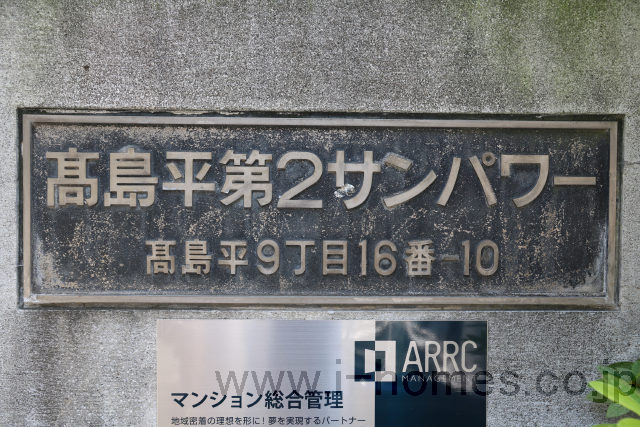 髙島平第2サンパワー
髙島平9丁目16番-10
ARRC
MANAGE
マンション総合管理
地域密着の理想を形に!夢を実現するパートナー
www.i-homes.co.jp